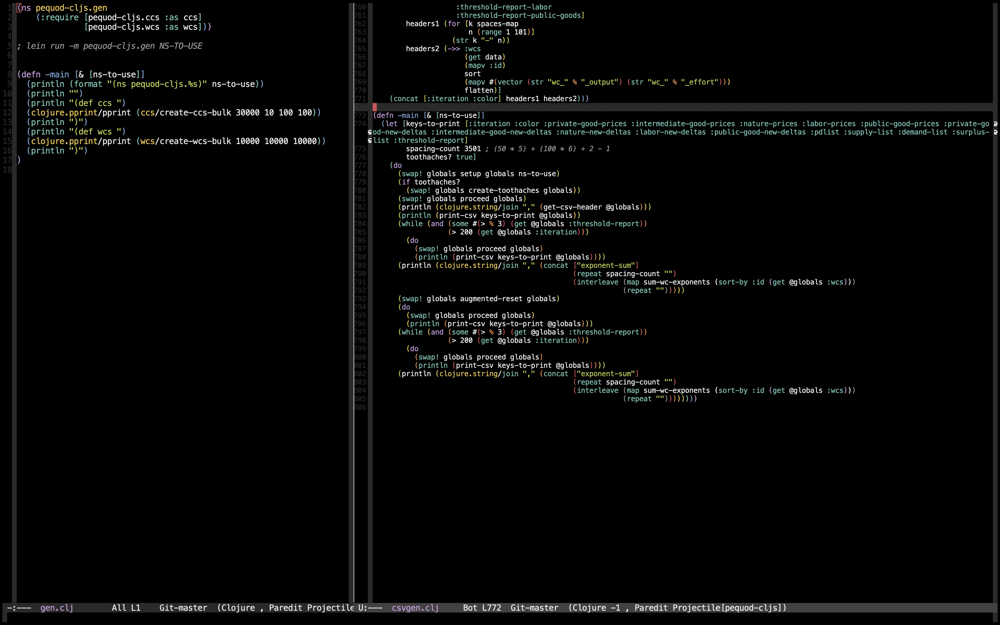 1 (ns pequod-cljs.gen
2     (:require [pequod-cljs.ccs :as ccs]
3               [pequod-cljs.wcs :as wcs]))
4
5 ; lein run -m pequod-cljs.gen NS-TO-USE
6
7
8 (defn -main [& [ns-to-use]]
9   (println (format "(ns pequod-cljs.%s)" ns-to-use))
10   (println "")
11   (println "(def ccs ")
12   (clojure.pprint/pprint (ccs/create-ccs-bulk 30000 10 100 100))
13   (println ")")
14   (println "(def wcs ")
15   (clojure.pprint/pprint (wcs/create-wcs-bulk 10000 10000 10000))
16   (println ")")
17 )
18
-:---  gen.clj        All L1    Git-master  (Clojure , Paredit Projectile
760                     :threshold-report-labor
761                     :threshold-report-public-goods]
762         headers1 (for [k spaces-map
763                        n (range 1 101)]
764                    (str k "-" n))
765         headers2 (->> :wcs
766                       (get data)
767                       (mapv :id)
768                       sort
769                       (mapv #(vector (str "wc_" % "_output") (str "wc_" % "_effort")))
770                       flatten)]
771     (concat [:iteration :color] headers1 headers2)))
773 (defn -main [& [ns-to-use]]
774   (let [keys-to-print [:iteration :color :private-good-prices :intermediate-good-prices :nature-prices :labor-prices :public-good-prices :private-go
od-new-deltas :intermediate-good-new-deltas :nature-new-deltas :labor-new-deltas :public-good-new-deltas :pdlist :supply-list :demand-list :surplus-
list :threshold-report]
775         spacing-count 3501 ; (50 * 5) + (100 * 6) + 2 - 1
776         toothaches? true]
777     (do
778       (swap! globals setup globals ns-to-use)
779       (if toothaches?
780         (swap! globals create-toothaches globals))
781       (swap! globals proceed globals)
782       (println (clojure.string/join "," (get-csv-header @globals)))
783       (println (print-csv keys-to-print @globals))
784       (while (and (some #(> % 3) (get @globals :threshold-report))
785                   (> 200 (get @globals :iteration)))
786         (do
787           (swap! globals proceed globals)
788           (println (print-csv keys-to-print @globals))))
789       (println (clojure.string/join "," (concat ["exponent-sum"]
790                                                 (repeat spacing-count "")
791                                                 (interleave (map sum-wc-exponents (sort-by :id (get @globals :wcs)))
792                                                             (repeat "")))))
793       (swap! globals augmented-reset globals)
794       (do
795         (swap! globals proceed globals)
796         (println (print-csv keys-to-print @globals)))
797       (while (and (some #(> % 3) (get @globals :threshold-report))
798                   (> 200 (get @globals :iteration)))
799         (do
800           (swap! globals proceed globals)
801           (println (print-csv keys-to-print @globals))))
802       (println (clojure.string/join "," (concat ["exponent-sum"]
803                                                 (repeat spacing-count "")
804                                                 (interleave (map sum-wc-exponents (sort-by :id (get @globals :wcs)))
805                                                             (repeat ""))))))))
806
U:---  csvgen.clj     Bot L772  Git-master  (Clojure -1 , Paredit Projectile[pequod-cljs])